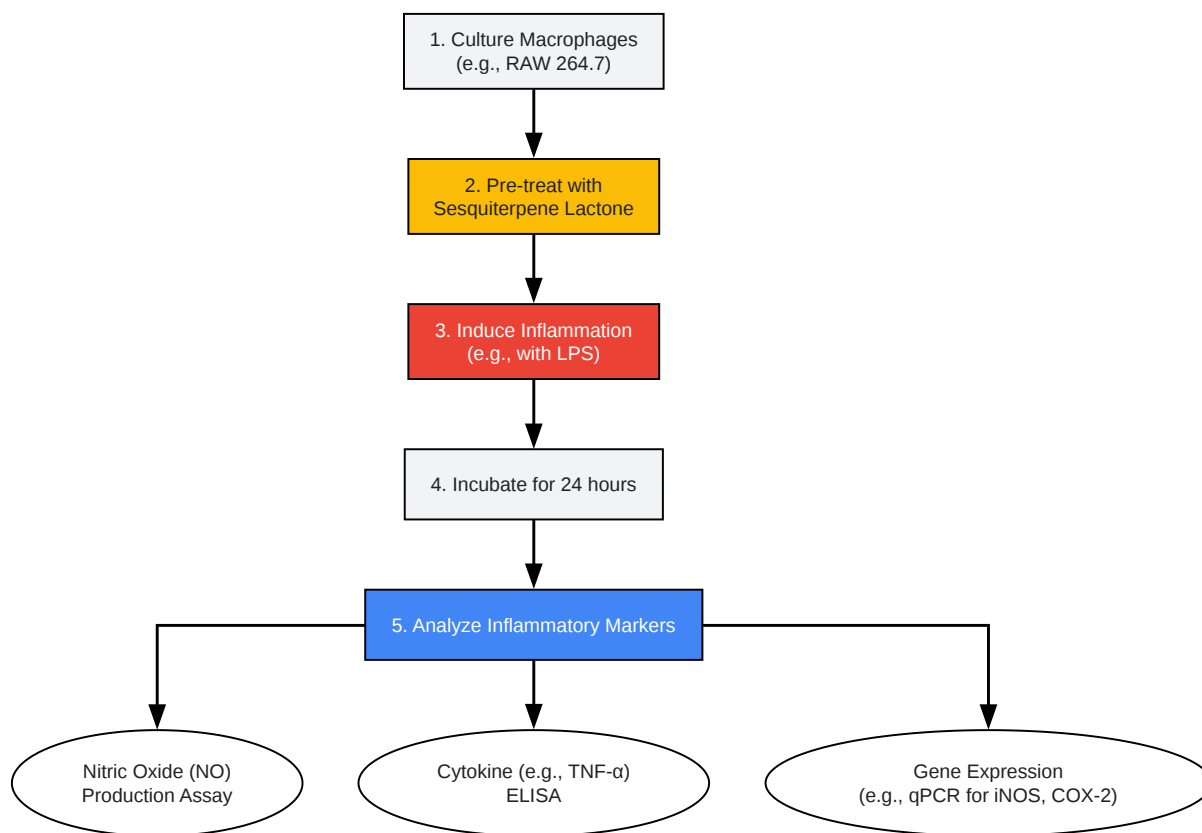 1. Culture Macrophages
(e.g., RAW 264.7)
2. Pre-treat with
Sesquiterpene Lactone
3. Induce Inflammation
(e.g., with LPS)
4. Incubate for 24 hours
5. Analyze Inflammatory Markers
Nitric Oxide (NO)
Production Assay
Cytokine (e.g., TNF-α)
ELISA
Gene Expression
(e.g., qPCR for iNOS, COX-2)